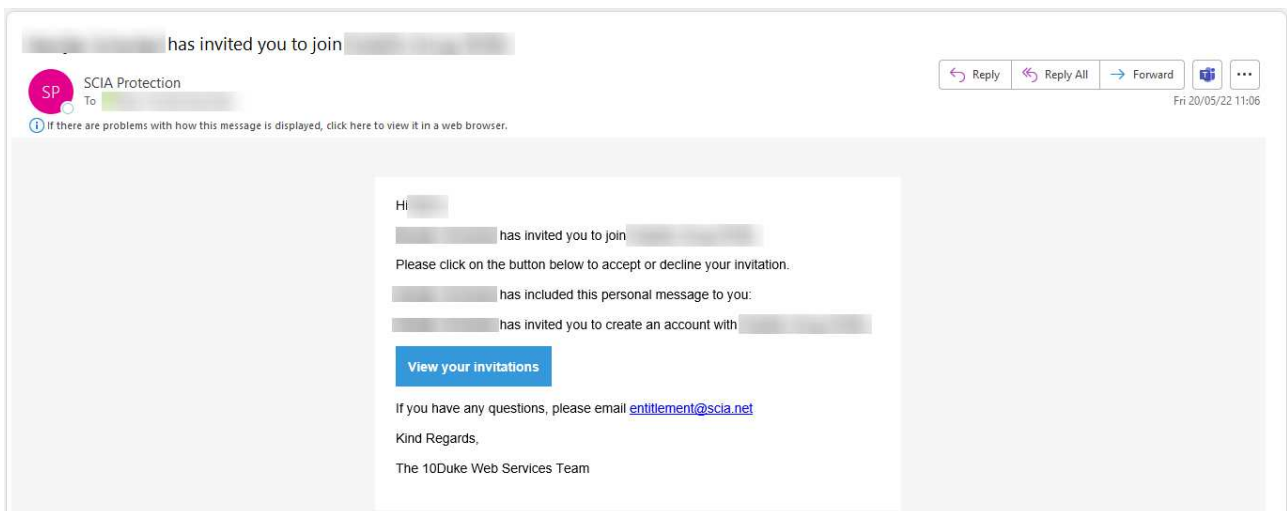 has invited you to join
SP
SCIA Protection
To
Reply
Reply All
Forward
Fri 20/05/22 11:06
If there are problems with how this message is displayed, click here to view it in a web browser.
Hi
has invited you to join
Please click on the button below to accept or decline your invitation.
has included this personal message to you:
has invited you to create an account with
View your invitations
If you have any questions, please email entitlement@scia.net
Kind Regards,
The 10Duke Web Services Team